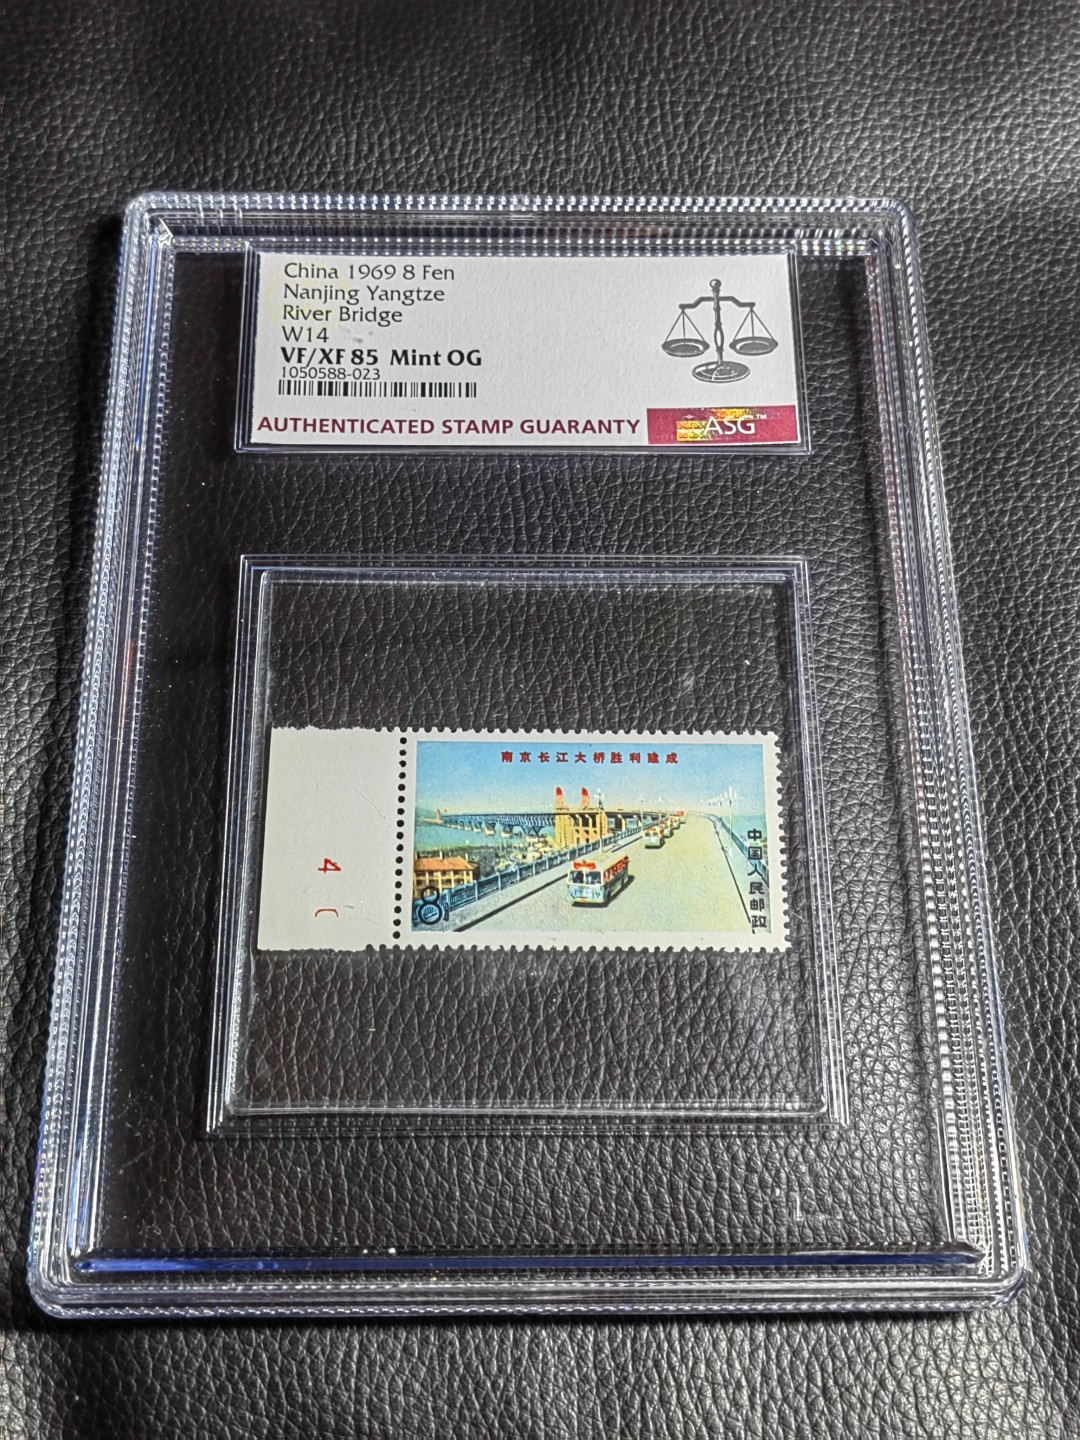 China 1969 8 Fen
Nanjing Yangtze
River Bridge
W14
VF/XF 85 Mint OG
1050588-023
AUTHENTICATED STAMP GUARANTY
ASG™
南京长江大桥胜利建成
中国人民邮政
8
4